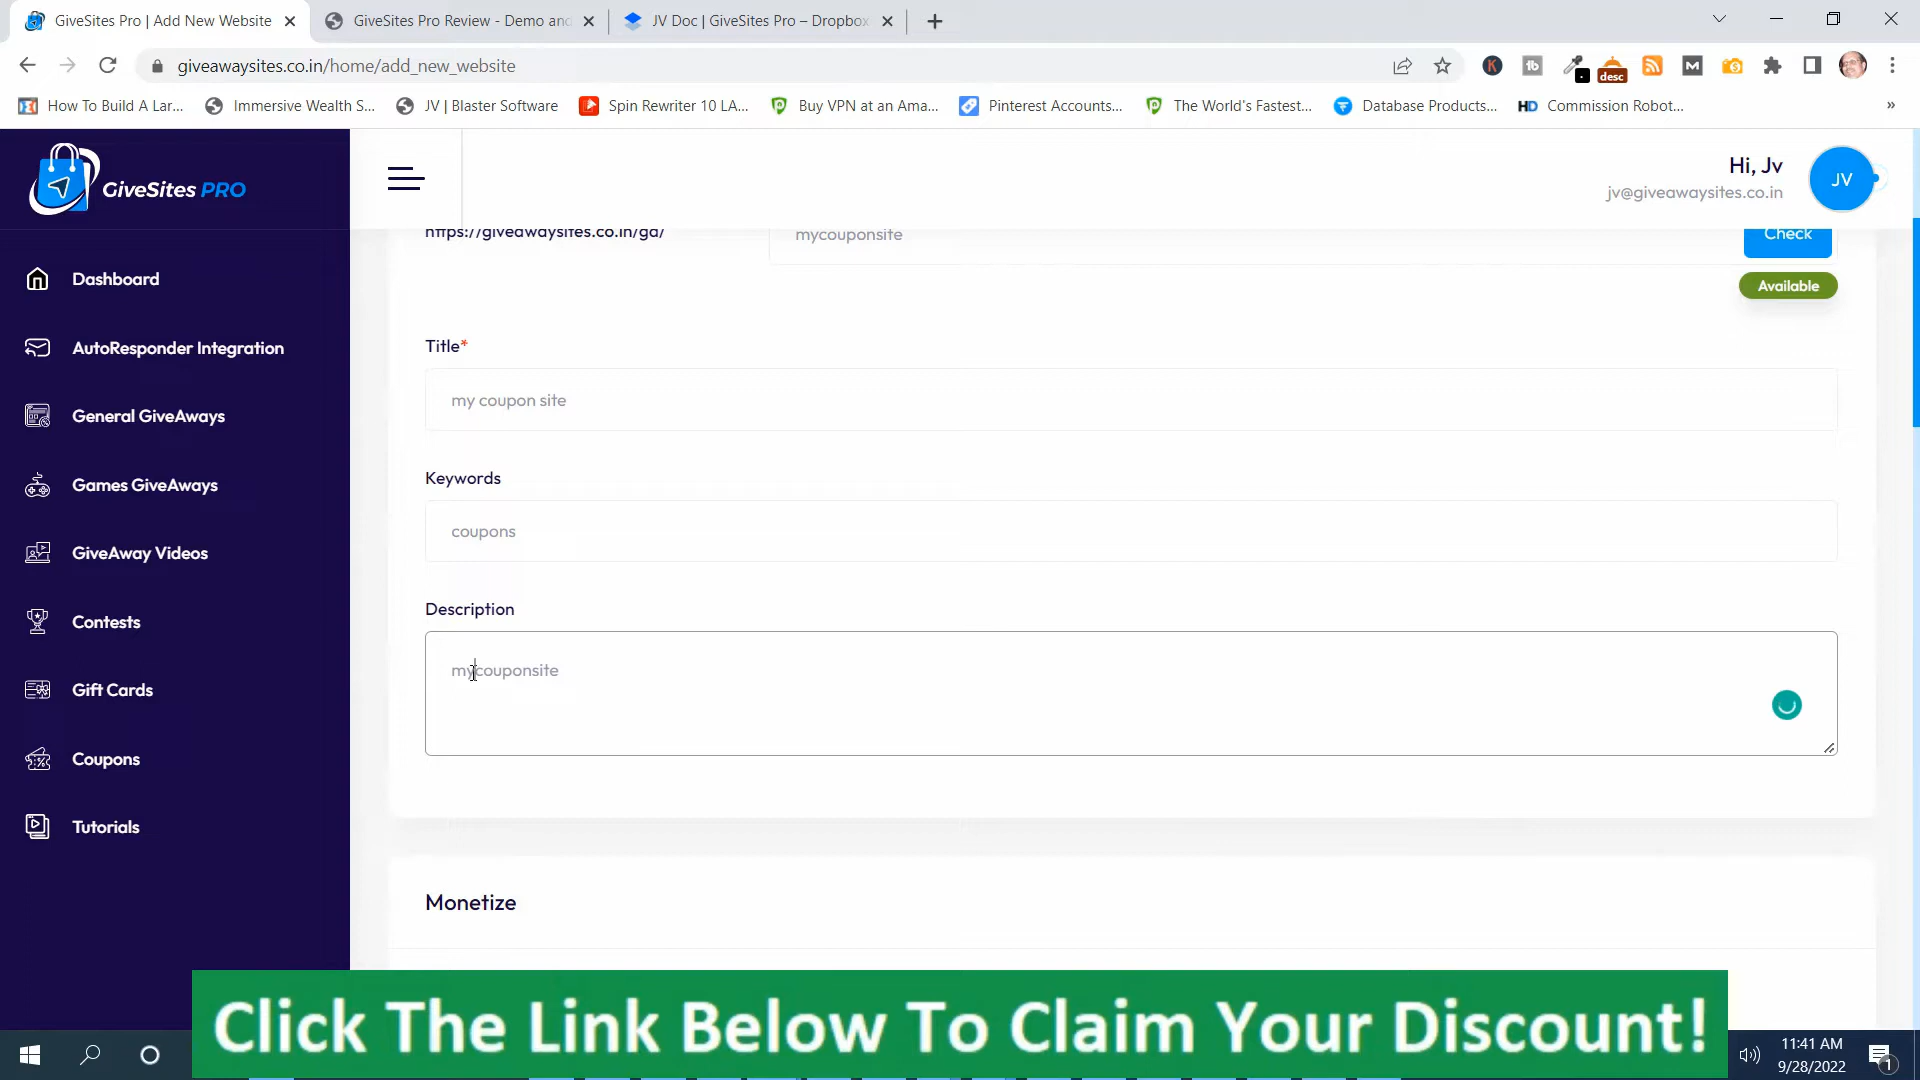 GiveSites Pro | Add New Website
GiveSites Pro Review - Demo and
JV Doc | GiveSites Pro – Dropbox
giveawaysites.co.in/home/add_new_website
desc
How To Build A Lar...
Immersive Wealth S...
JV | Blaster Software
Spin Rewriter 10 LA...
Buy VPN at an Ama...
Pinterest Accounts...
The World's Fastest...
Database Products...
HD Commission Robot...
GiveSites PRO
Hi, Jv
jv@giveawaysites.co.in
JV
Dashboard
AutoResponder Integration
General GiveAways
Games GiveAways
GiveAway Videos
Contests
Gift Cards
Coupons
Tutorials
https://giveawaysites.co.in/ga/
mycouponsite
Check
Available
Title*
my coupon site
Keywords
coupons
Description
mycouponsite
Monetize
Click The Link Below To Claim Your Discount!
11:41 AM
9/28/2022
1